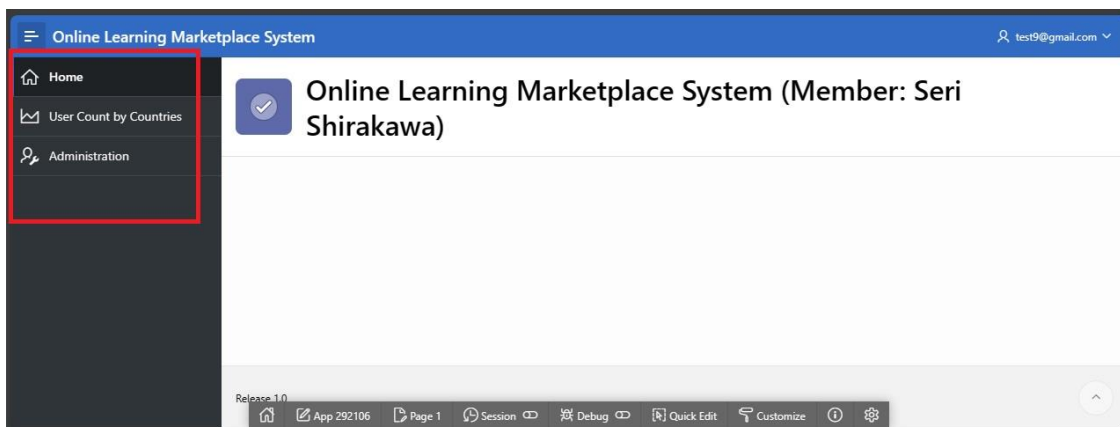 Online Learning Marketplace System
test9@gmail.com
Home
User Count by Countries
Administration
Online Learning Marketplace System (Member: Seri
Shirakawa)
Release 1.0
App 292106 Page 1 Session Debug Quick Edit Customize